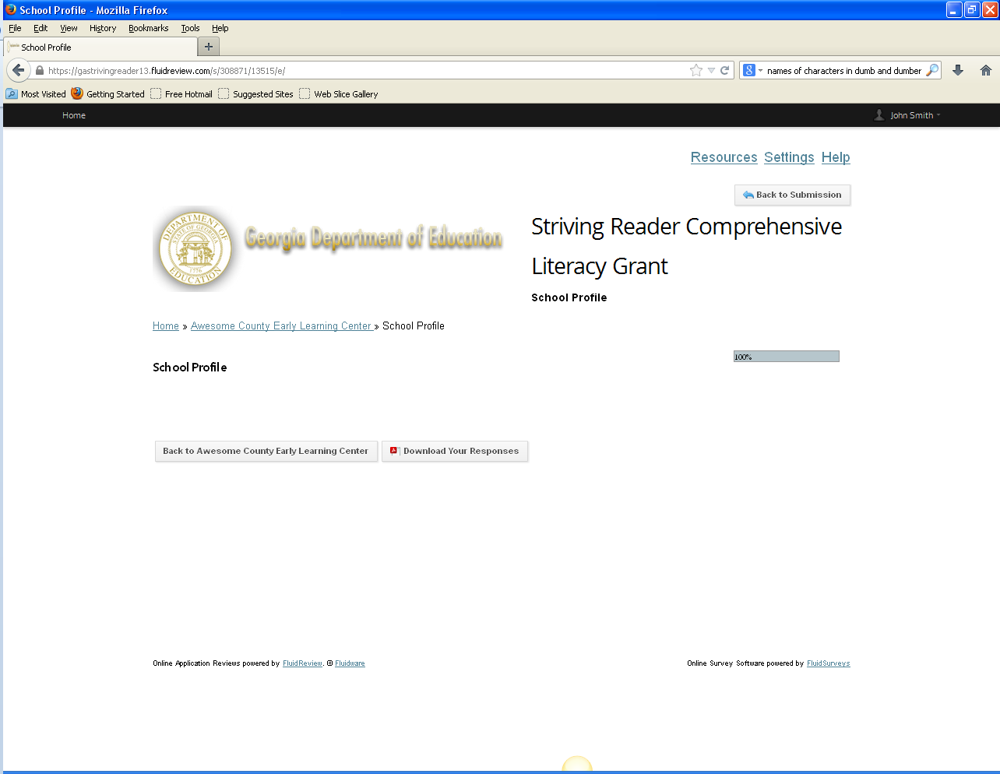 School Profile - Mozilla Firefox
File Edit View History Bookmarks Tools Help
School Profile
https://gastrivingreader13.fluidreview.com/s/308871/13515/e/
8 names of characters in dumb and dumber
Most Visited Getting Started Free Hotmail Suggested Sites Web Slice Gallery
Home John Smith
Resources Settings Help
Back to Submission
DEPARTMENT OF EDUCATION
STATE OF GEORGIA
1776
Georgia Department of Education
Striving Reader Comprehensive
Literacy Grant
School Profile
Home » Awesome County Early Learning Center » School Profile
100%
School Profile
Back to Awesome County Early Learning Center Download Your Responses
Online Application Reviews powered by FluidReview. © Fluidware Online Survey Software powered by FluidSurveys